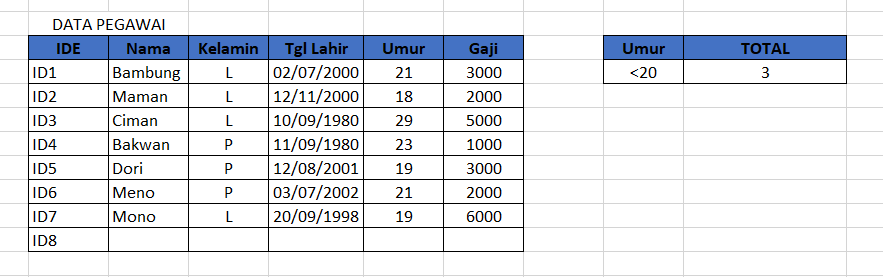 DATA PEGAWAI
IDE Nama Kelamin Tgl Lahir Umur Gaji Umur TOTAL
ID1 Bambung L 02/07/2000 21 3000 <20 3
ID2 Maman L 12/11/2000 18 2000
ID3 Ciman L 10/09/1980 29 5000
ID4 Bakwan P 11/09/1980 23 1000
ID5 Dori P 12/08/2001 19 3000
ID6 Meno P 03/07/2002 21 2000
ID7 Mono L 20/09/1998 19 6000
ID8